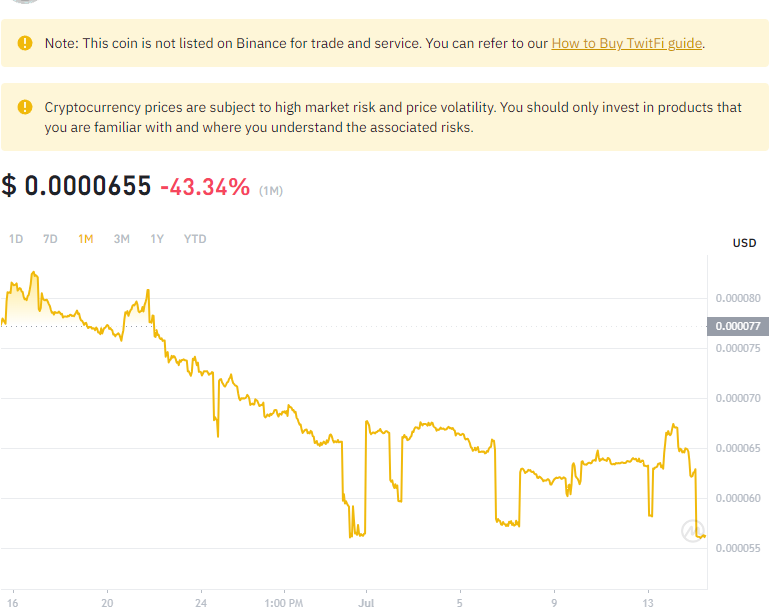 Note: This coin is not listed on Binance for trade and service. You can refer to our How to Buy TwitFi guide.
Cryptocurrency prices are subject to high market risk and price volatility. You should only invest in products that
you are familiar with and where you understand the associated risks.
$ 0.0000655 -43.34% (1M)
1D 7D 1M 3M 1Y YTD
USD
0.000080
0.000077
0.000075
0.000070
0.000065
0.000060
0.000055
16 20 24 1:00 PM Jul 5 9 13